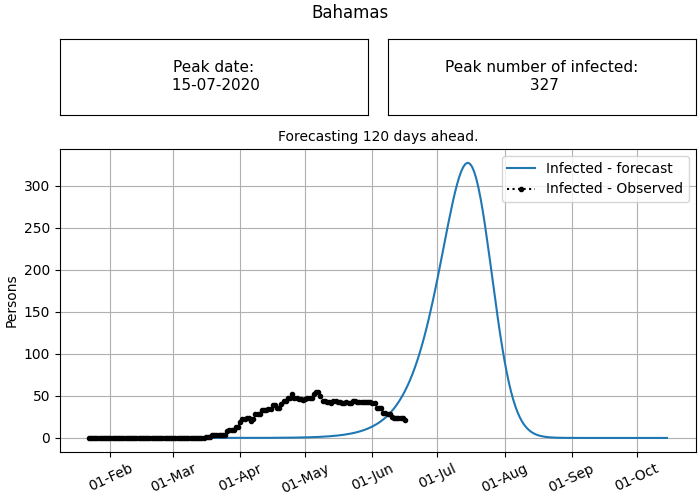 Bahamas
Peak date:
15-07-2020
Peak number of infected:
327
Forecasting 120 days ahead.
Infected - forecast
Infected - Observed
Persons
300
250
200
150
100
50
0
01-Feb
01-Mar
01-Apr
01-May
01-Jun
01-Jul
01-Aug
01-Sep
01-Oct